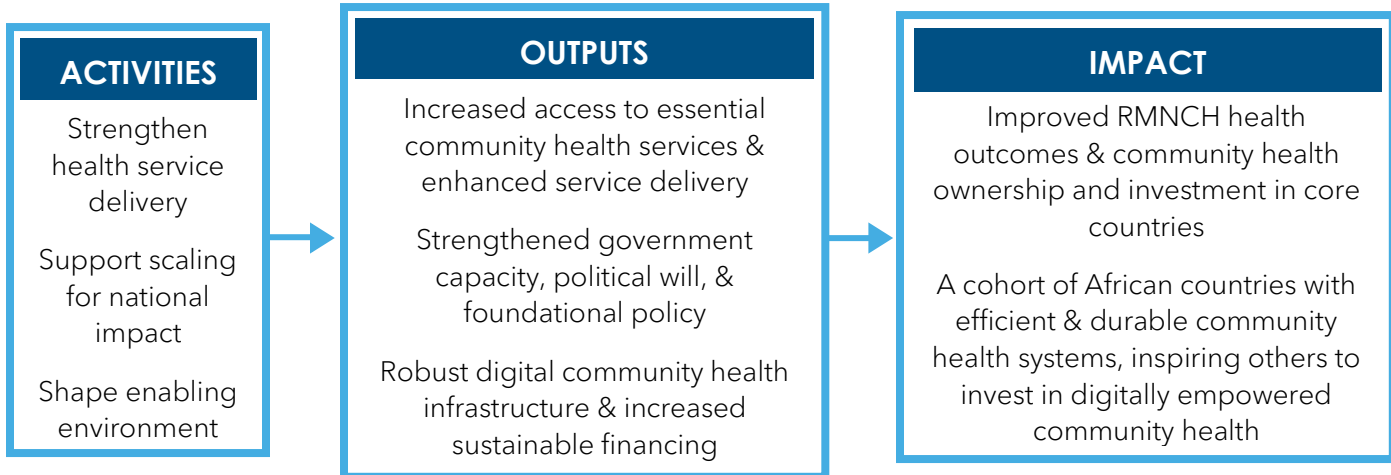 ACTIVITIES
Strengthen
health service
delivery
Support scaling
for national
impact
Shape enabling
environment
OUTPUTS
Increased access to essential
community health services &
enhanced service delivery
Strengthened government
capacity, political will, &
foundational policy
Robust digital community health
infrastructure & increased
sustainable financing
IMPACT
Improved RMNCH health
outcomes & community health
ownership and investment in core
countries
A cohort of African countries with
efficient & durable community
health systems, inspiring others to
invest in digitally empowered
community health